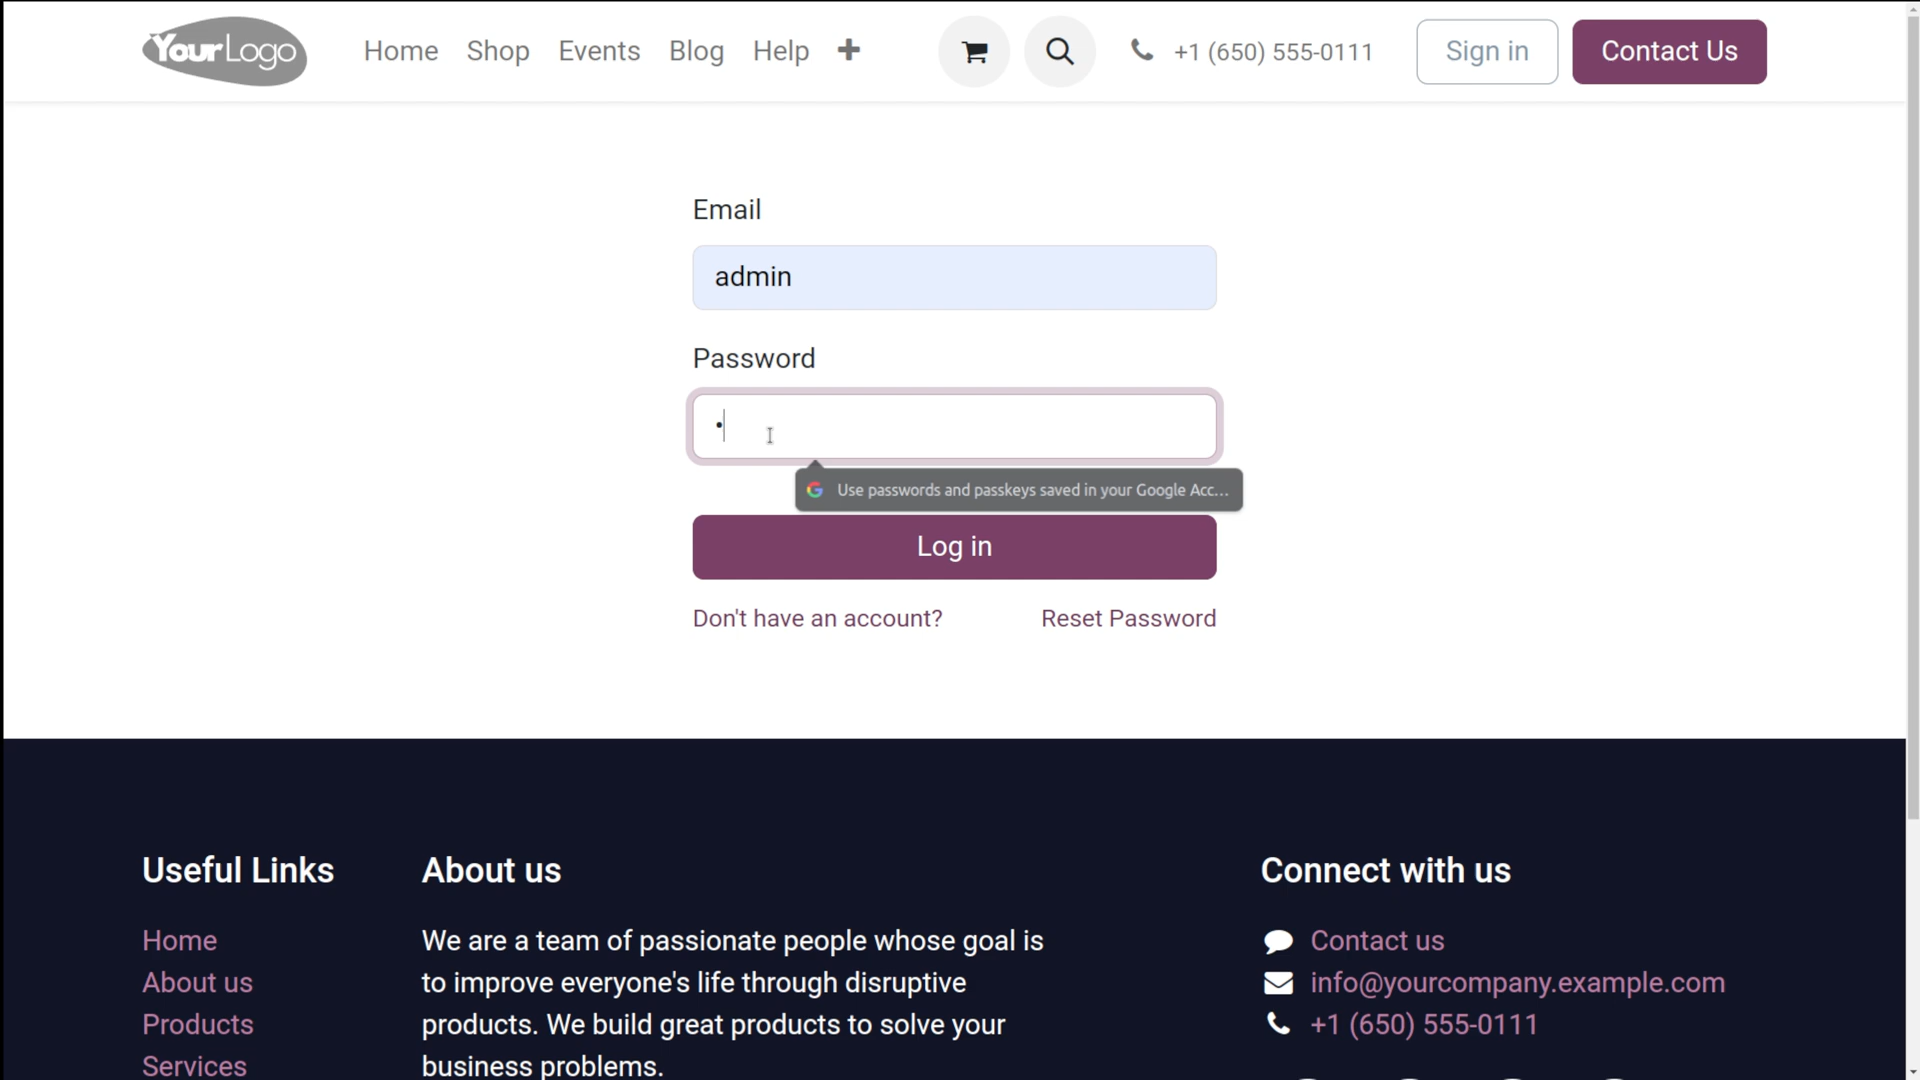 YourLogo Home Shop Events Blog Help + +1 (650) 555-0111 Sign in Contact Us
Email
admin
Password
•
Use passwords and passkeys saved in your Google Acc...
Log in
Don't have an account? Reset Password
Useful Links
Home
About us
Products
Services
About us
We are a team of passionate people whose goal is
to improve everyone's life through disruptive
products. We build great products to solve your
business problems.
Connect with us
Contact us
info@yourcompany.example.com
+1 (650) 555-0111